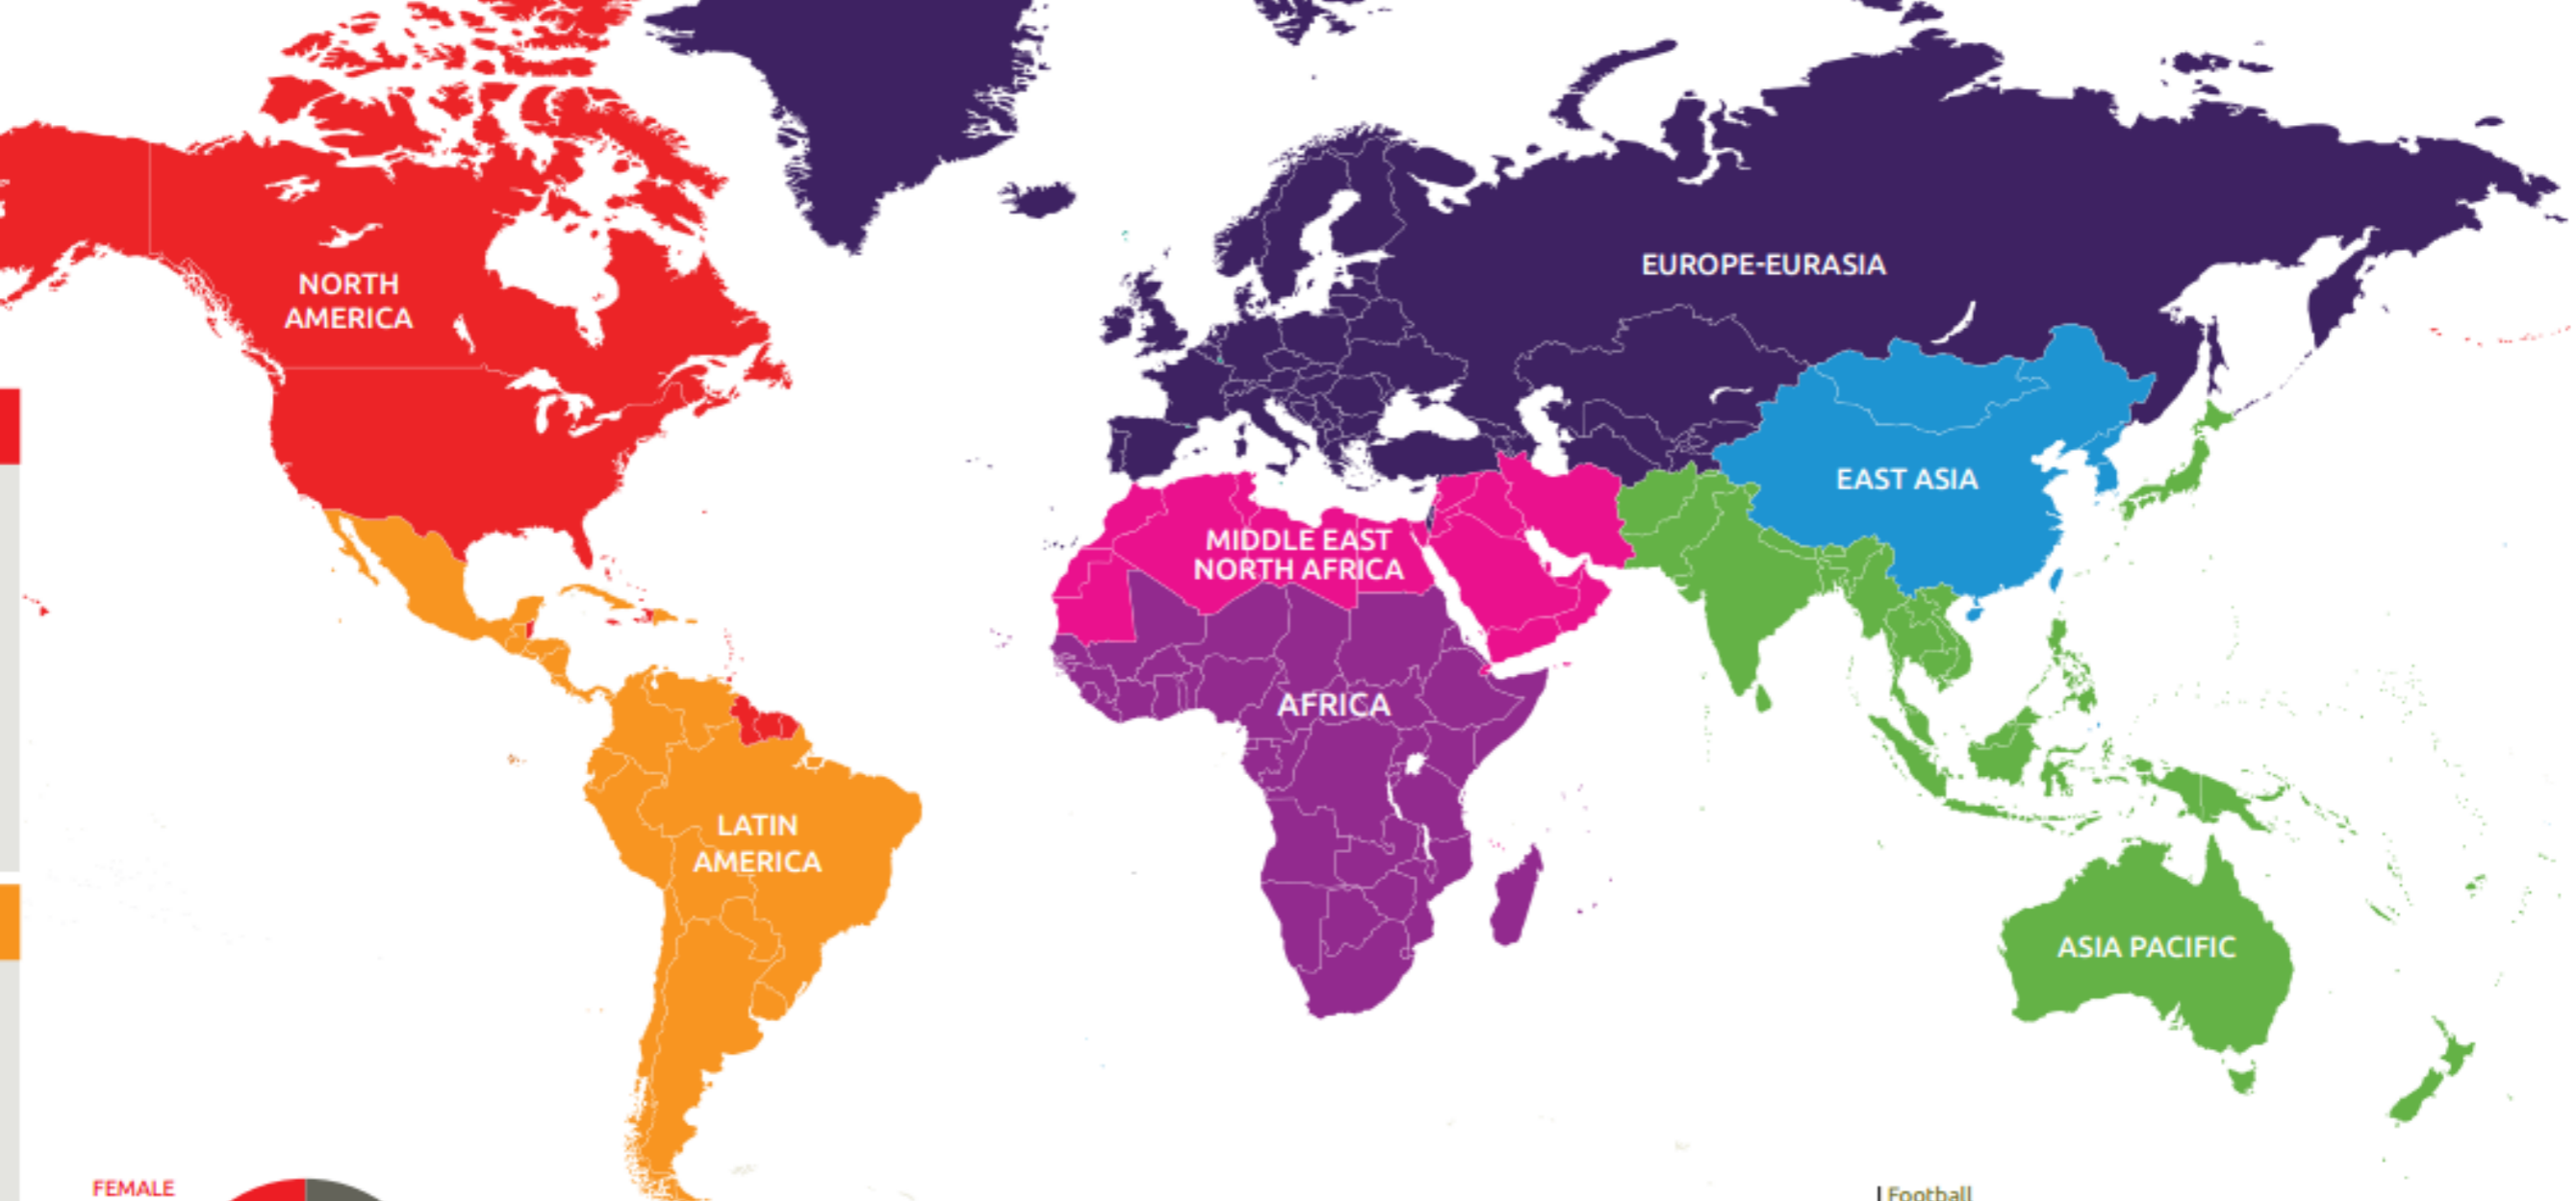 NORTH
AMERICA
EUROPE-EURASIA
EAST ASIA
MIDDLE EAST
NORTH AFRICA
AFRICA
LATIN
AMERICA
ASIA PACIFIC
FEMALE
Football